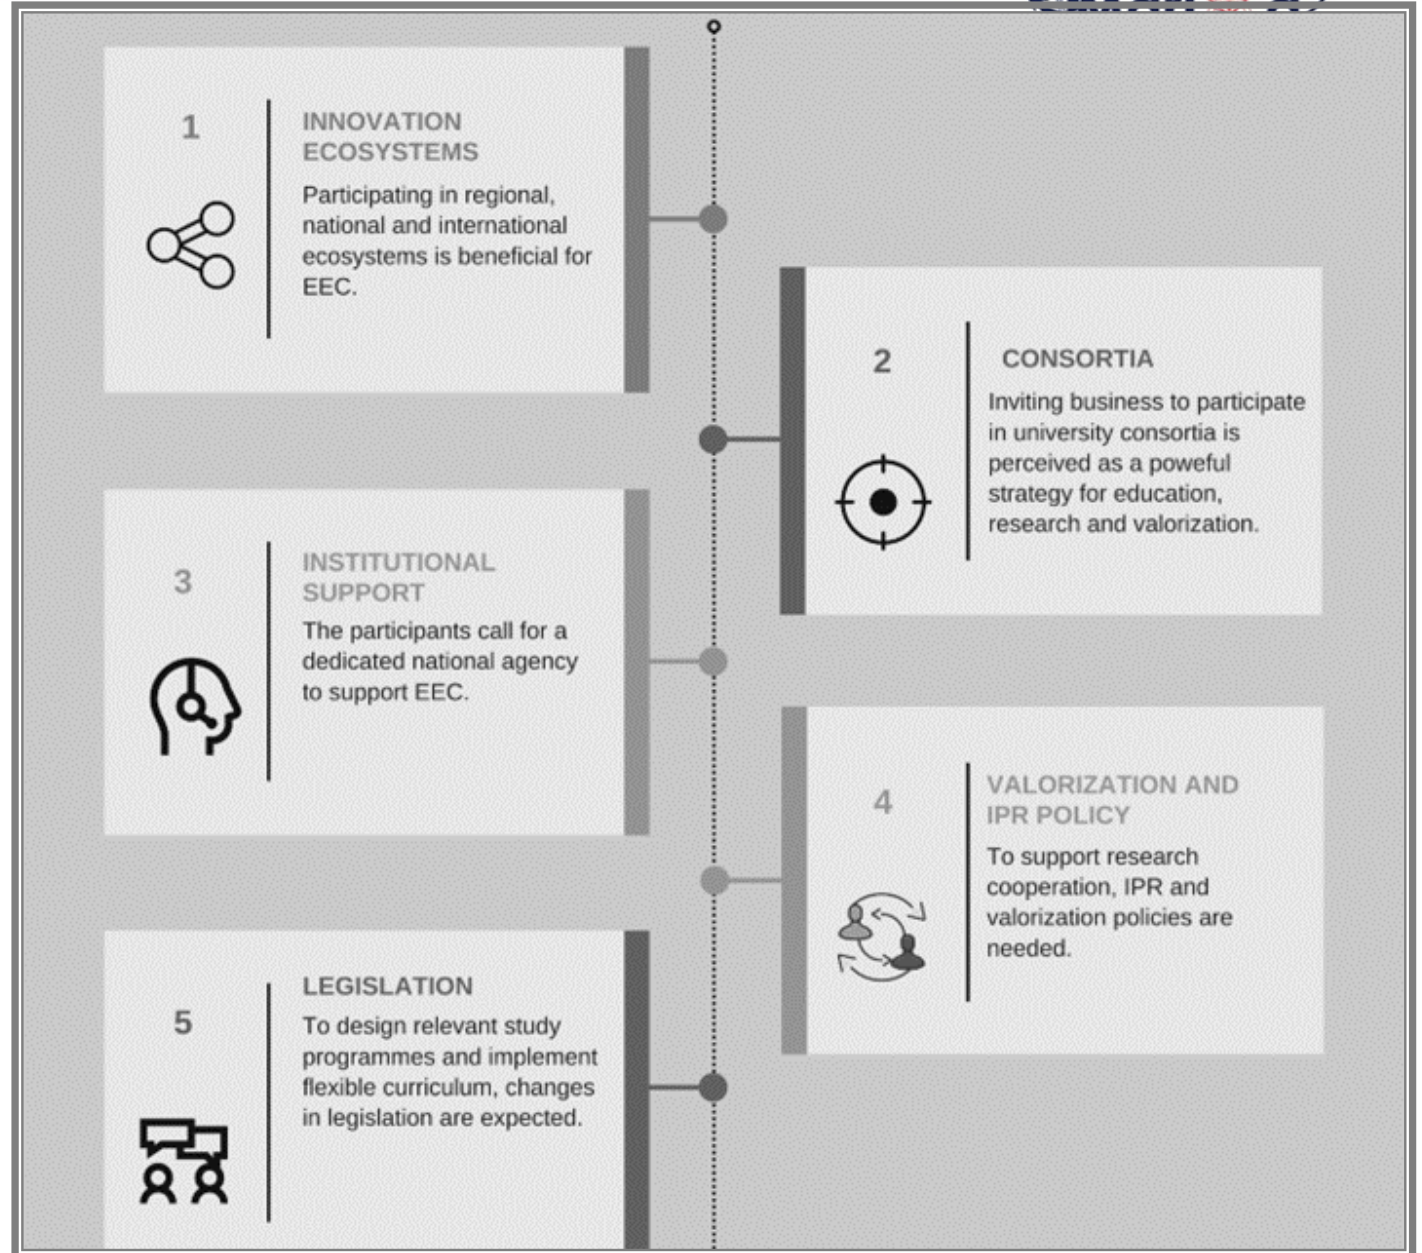 1
INNOVATION
ECOSYSTEMS
Participating in regional,
national and international
ecosystems is beneficial for
EEC.
2
CONSORTIA
Inviting business to participate
in university consortia is
perceived as a poweful
strategy for education,
research and valorization.
3
INSTITUTIONAL
SUPPORT
The participants call for a
dedicated national agency
to support EEC.
4
VALORIZATION AND
IPR POLICY
To support research
cooperation, IPR and
valorization policies are
needed.
5
LEGISLATION
To design relevant study
programmes and implement
flexible curriculum, changes
in legislation are expected.